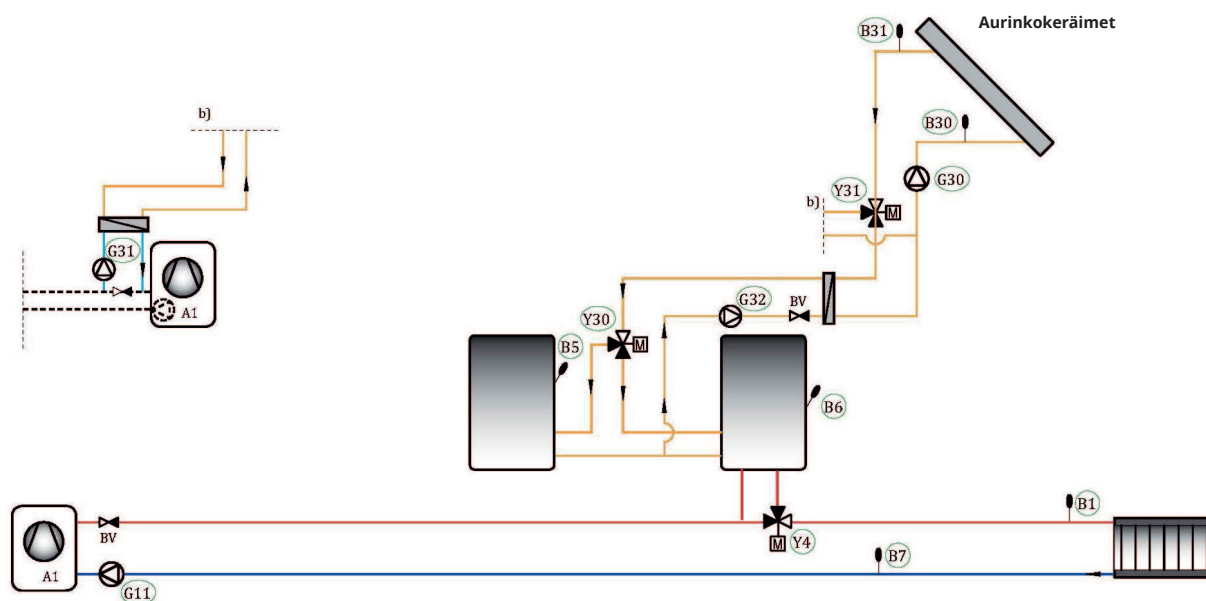 Aurinkokeräimet
B31
b)
B30
Y31
G30
b)
M
G31
A1
G32
BV
Y30
M
B5
B6
B1
BV
M
Y4
B7
A1
G11